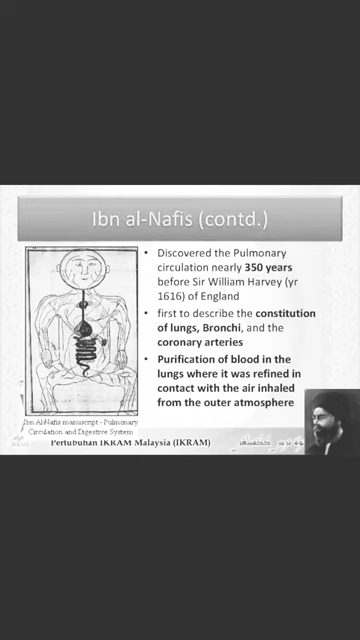 Ibn al-Nafis (contd.)
• Discovered the Pulmonary
circulation nearly 350 years
before Sir William Harvey (yr
1616) of England
• first to describe the constitution
of lungs, Bronchi, and the
coronary arteries
• Purification of blood in the
lungs where it was refined in
contact with the air inhaled
from the outer atmosphere
Ibn Al-Nafis manuscript - Pulmonary
Circulation and Digestive System
Pertubuhan IKRAM Malaysia (IKRAM)